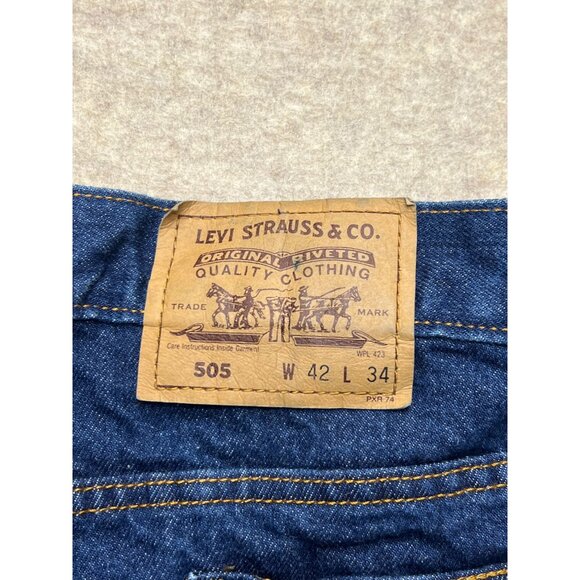 LEVI STRAUSS & CO.
ORIGINAL RIVETED
QUALITY CLOTHING
TRADE MARK
Care Instructions Inside Garment WPL 423
505 W 42 L 34
PXR 74